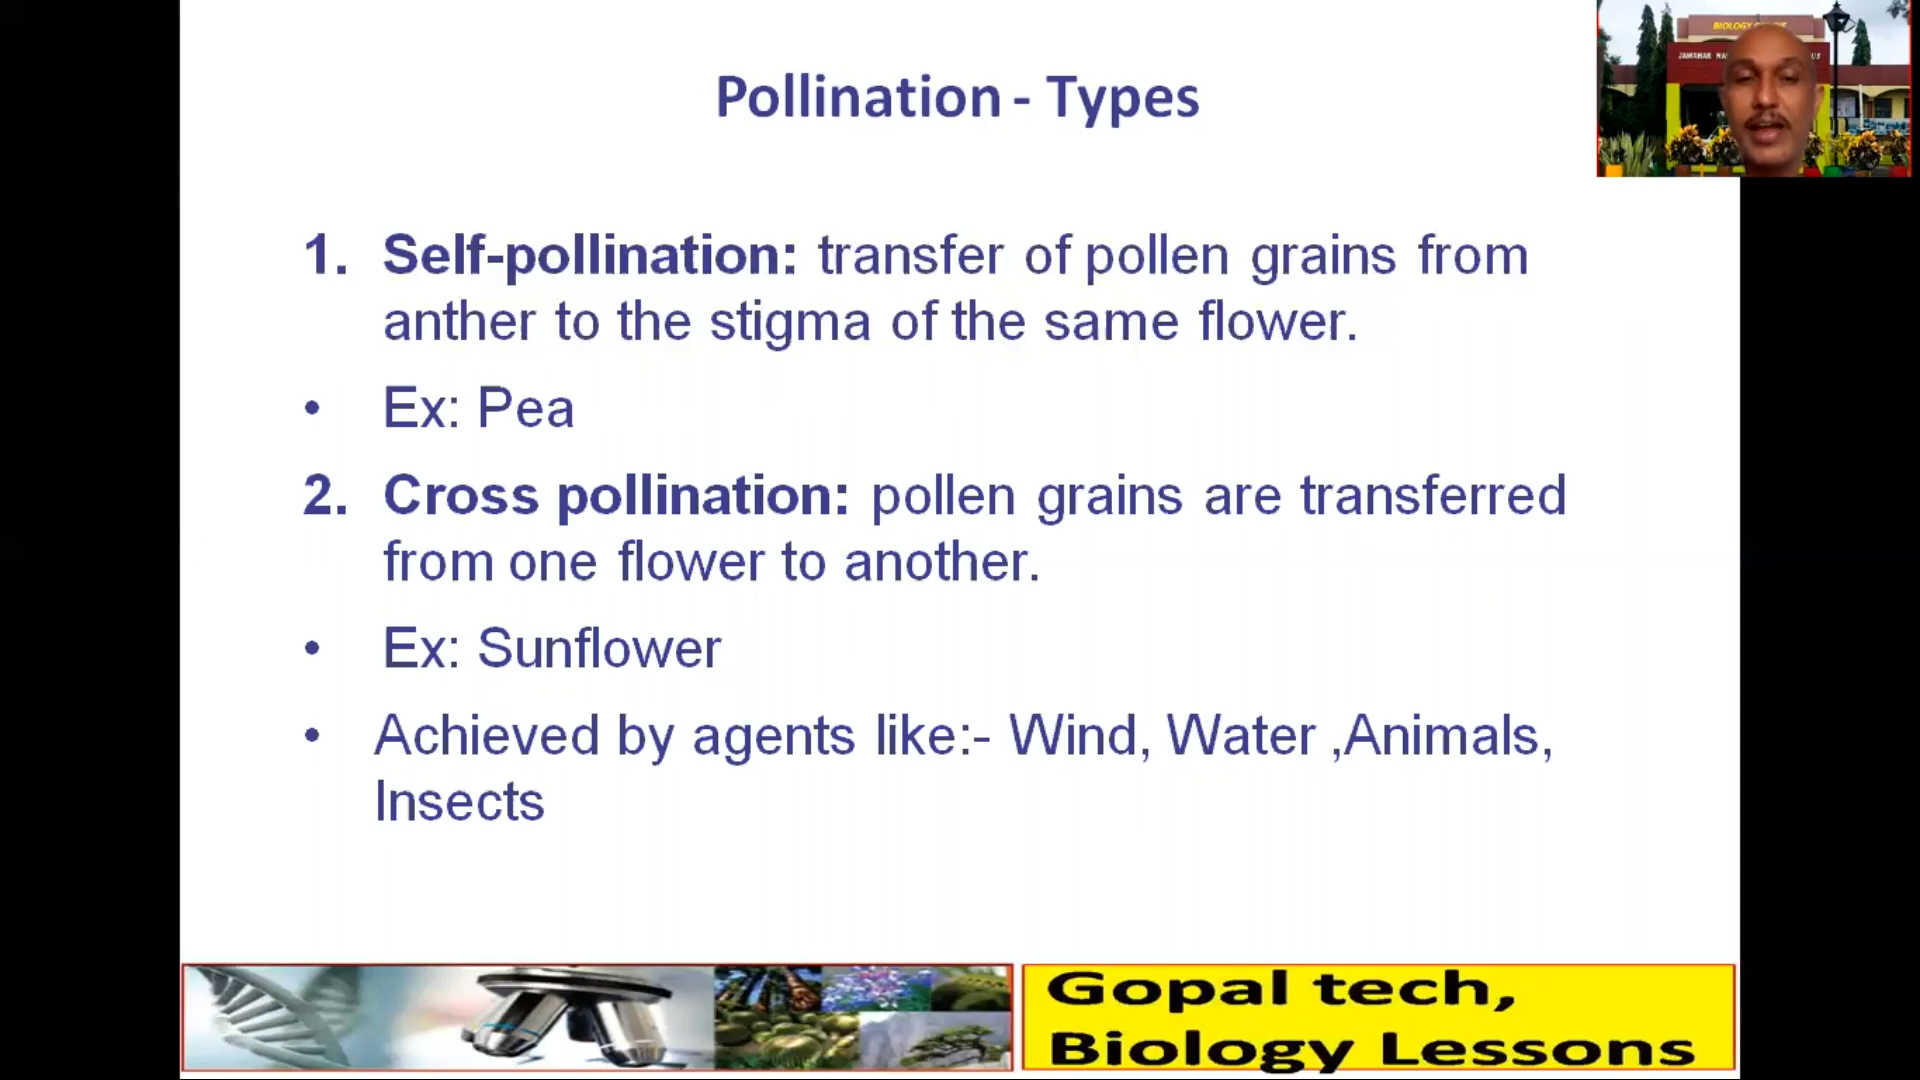 BIOLOGY
JAWAHAR
Pollination - Types
1. Self-pollination: transfer of pollen grains from
anther to the stigma of the same flower.
• Ex: Pea
2. Cross pollination: pollen grains are transferred
from one flower to another.
• Ex: Sunflower
• Achieved by agents like:- Wind, Water ,Animals,
Insects
Gopal tech,
Biology Lessons